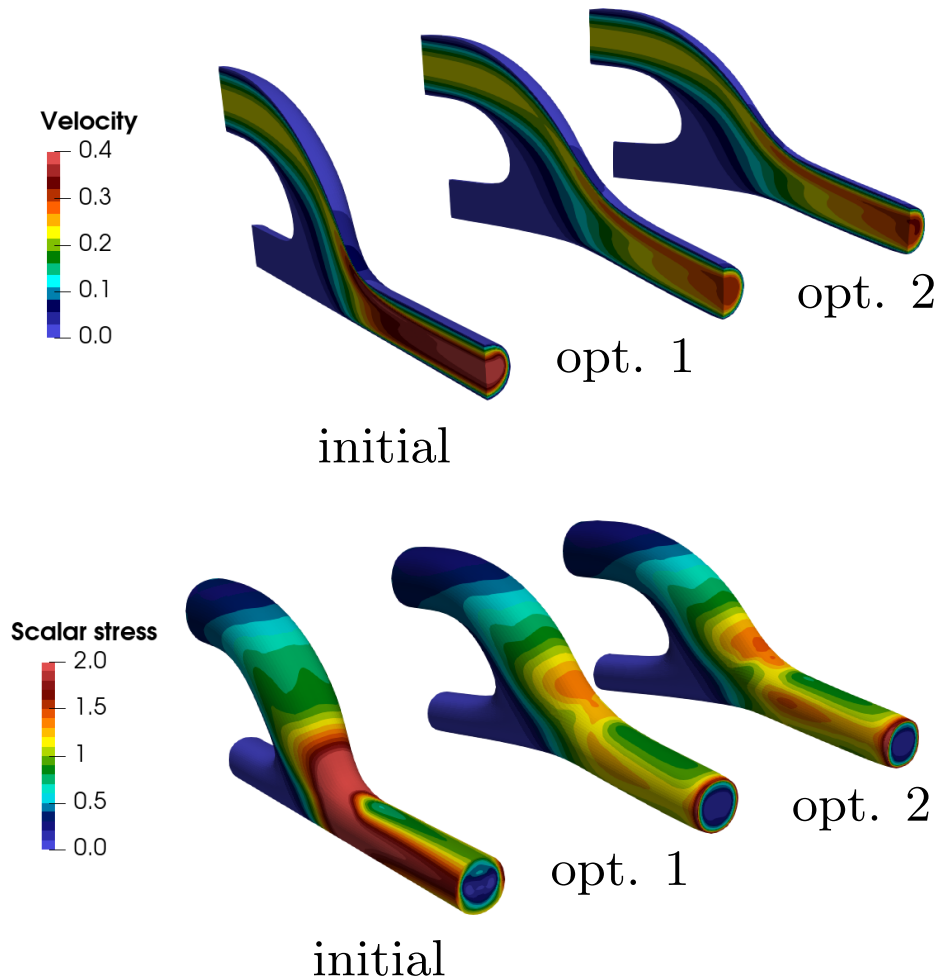 Velocity
0.4
0.3
0.2
0.1
0.0
opt. 2
opt. 1
initial
Scalar stress
2.0
1.5
1
0.5
0.0
opt. 2
opt. 1
initial